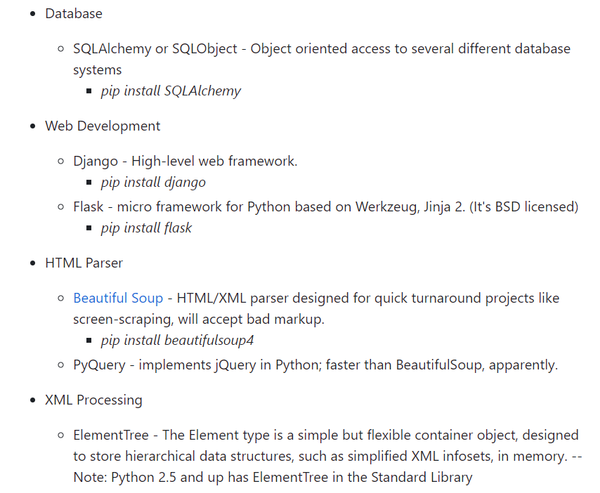 Database
SQLAlchemy or SQLObject - Object oriented access to several different database
systems
pip install SQLAlchemy
Web Development
Django - High-level web framework.
pip install django
Flask - micro framework for Python based on Werkzeug, Jinja 2. (It's BSD licensed)
pip install flask
HTML Parser
Beautiful Soup - HTML/XML parser designed for quick turnaround projects like
screen-scraping, will accept bad markup.
pip install beautifulsoup4
PyQuery - implements jQuery in Python; faster than BeautifulSoup, apparently.
XML Processing
ElementTree - The Element type is a simple but flexible container object, designed
to store hierarchical data structures, such as simplified XML infosets, in memory. --
Note: Python 2.5 and up has ElementTree in the Standard Library